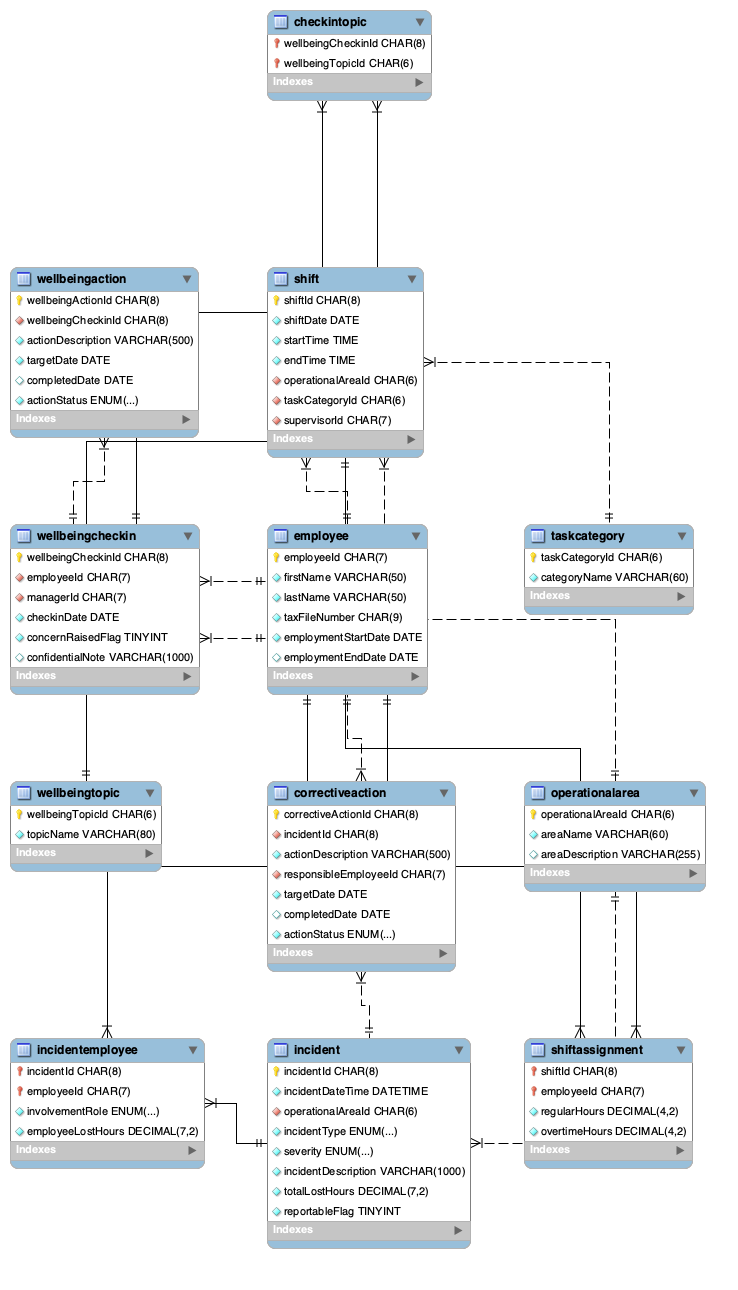 checkintopic
wellbeingCheckinId CHAR(8)
wellbeingTopicId CHAR(6)
Indexes
wellbeingaction
wellbeingActionId CHAR(8)
wellbeingCheckinId CHAR(8)
actionDescription VARCHAR(500)
targetDate DATE
completedDate DATE
actionStatus ENUM(...)
Indexes
shift
shiftId CHAR(8)
shiftDate DATE
startTime TIME
endTime TIME
operationalAreaId CHAR(6)
taskCategoryId CHAR(6)
supervisorId CHAR(7)
Indexes
wellbeingcheckin
wellbeingCheckinId CHAR(8)
employeeId CHAR(7)
managerId CHAR(7)
checkinDate DATE
concernRaisedFlag TINYINT
confidentialNote VARCHAR(1000)
Indexes
employee
employeeId CHAR(7)
firstName VARCHAR(50)
lastName VARCHAR(50)
taxFileNumber CHAR(9)
employmentStartDate DATE
employmentEndDate DATE
Indexes
taskcategory
taskCategoryId CHAR(6)
categoryName VARCHAR(60)
Indexes
wellbeingtopic
wellbeingTopicId CHAR(6)
topicName VARCHAR(80)
Indexes
correctiveaction
correctiveActionId CHAR(8)
incidentId CHAR(8)
actionDescription VARCHAR(500)
responsibleEmployeeId CHAR(7)
targetDate DATE
completedDate DATE
actionStatus ENUM(...)
Indexes
operationalarea
operationalAreaId CHAR(6)
areaName VARCHAR(60)
areaDescription VARCHAR(255)
Indexes
incidentemployee
incidentId CHAR(8)
employeeId CHAR(7)
involvementRole ENUM(...)
employeeLostHours DECIMAL(7,2)
Indexes
incident
incidentId CHAR(8)
incidentDateTime DATETIME
operationalAreaId CHAR(6)
incidentType ENUM(...)
severity ENUM(...)
incidentDescription VARCHAR(1000)
totalLostHours DECIMAL(7,2)
reportableFlag TINYINT
Indexes
shiftassignment
shiftId CHAR(8)
employeeId CHAR(7)
regularHours DECIMAL(4,2)
overtimeHours DECIMAL(4,2)
Indexes